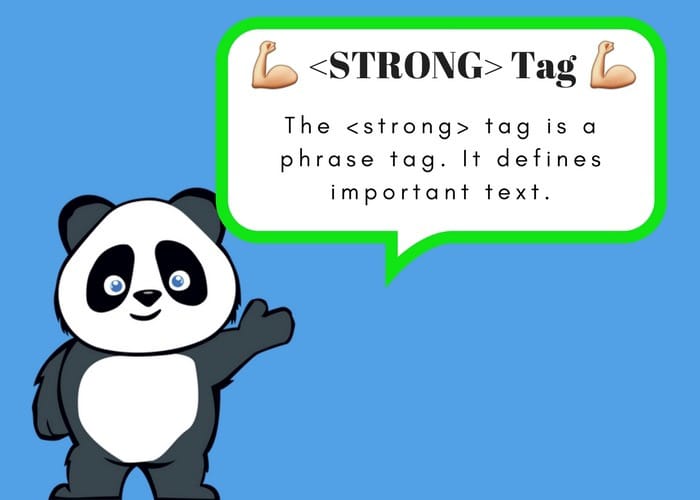 <STRONG> Tag
The <strong> tag is a
phrase tag. It defines
important text.